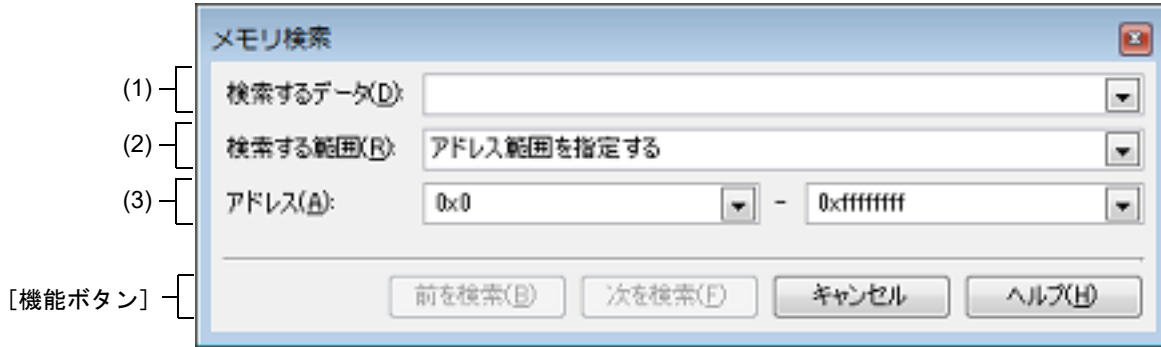 メモリ検索
(1) 検索するデータ(D):
(2) 検索する範囲(R): アドレス範囲を指定する
(3) アドレス(A): 0x0 - 0xffffffff
[機能ボタン] 前を検索(B) 次を検索(F) キャンセル ヘルプ(H)